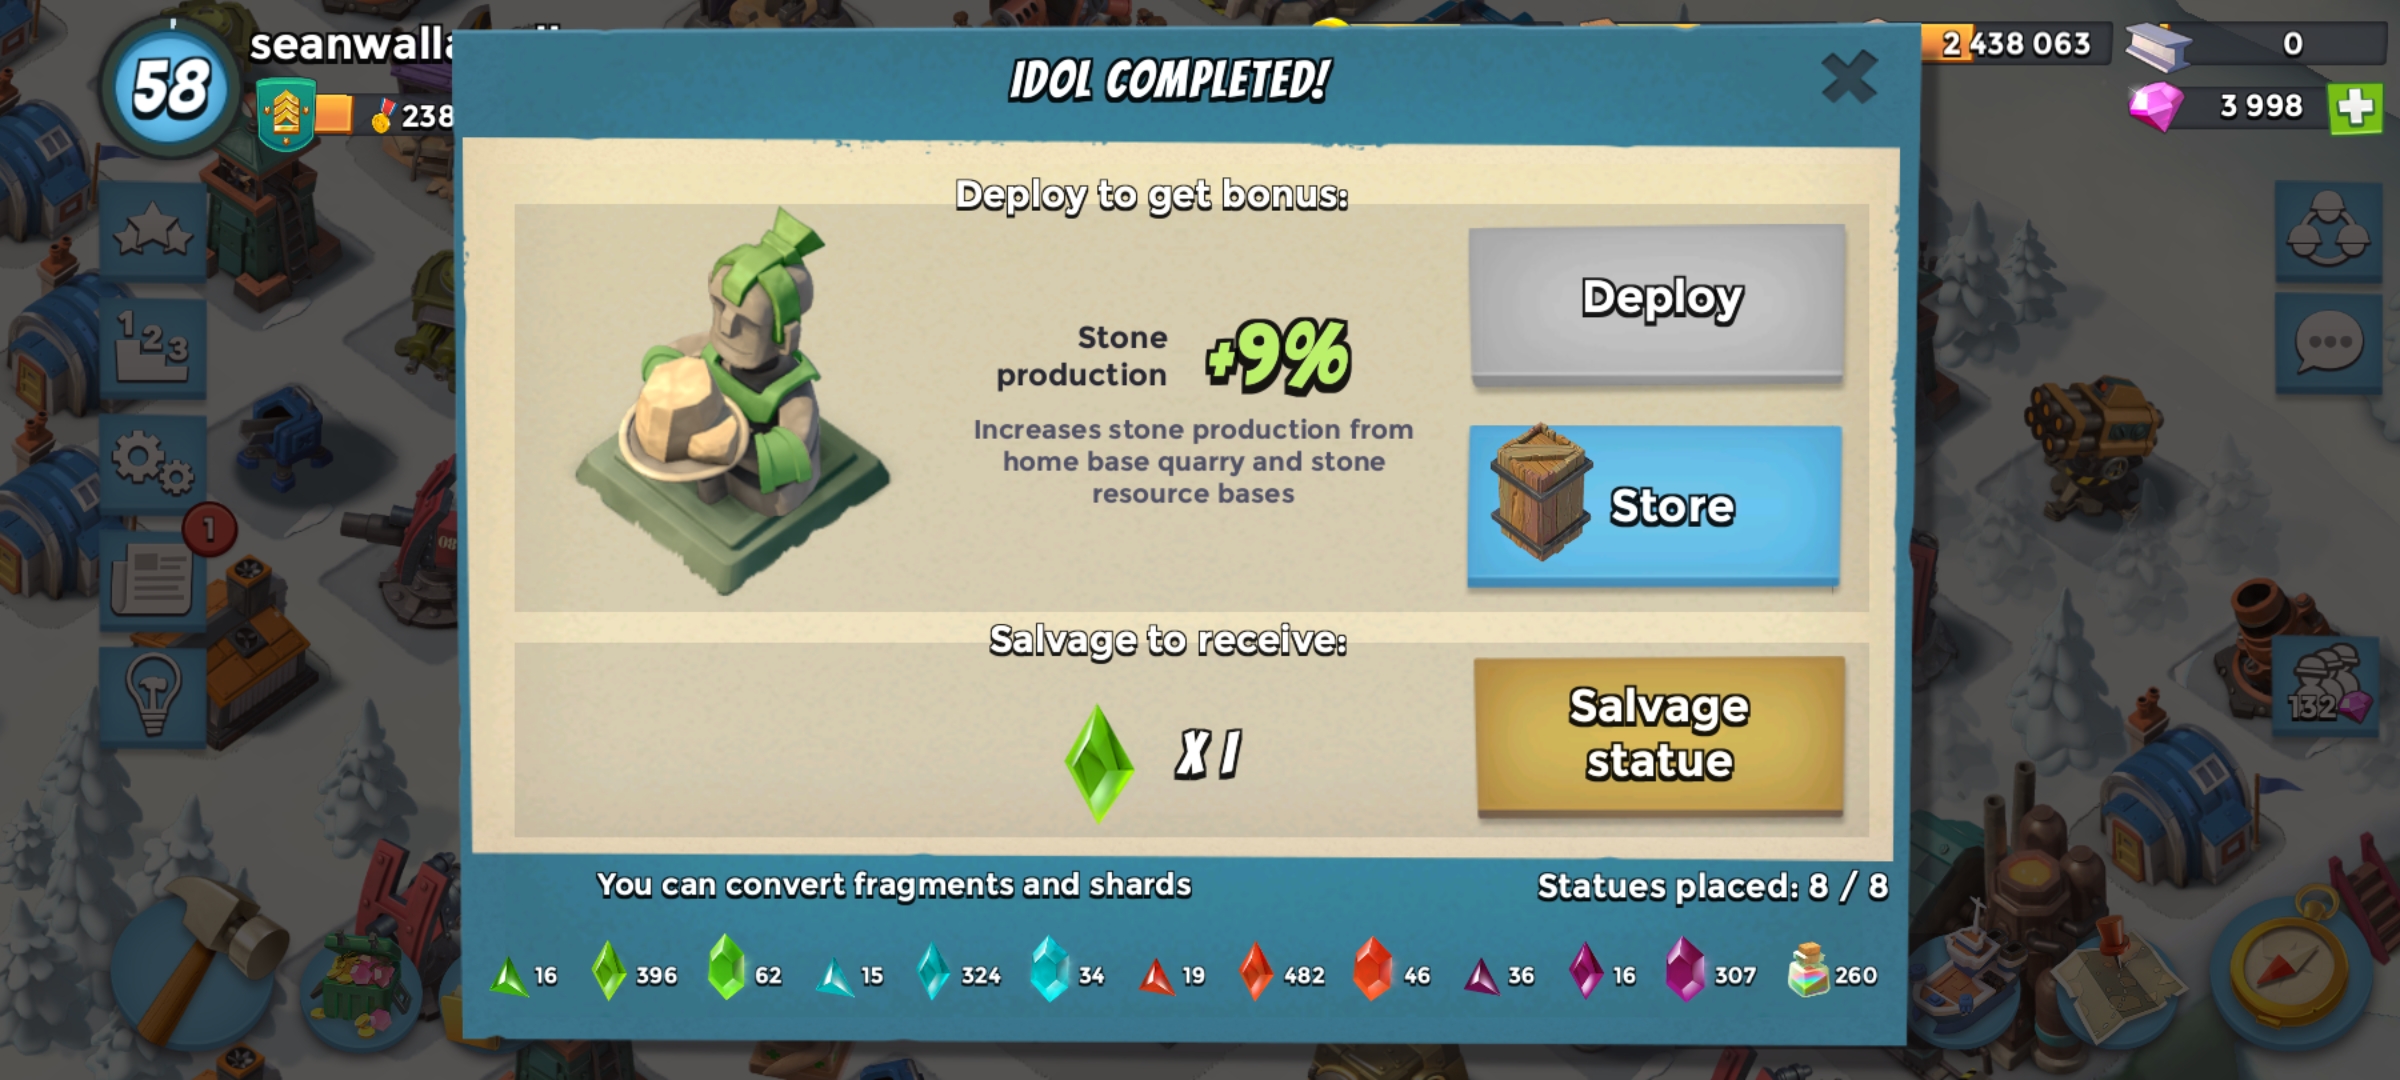 58
238
2 438 063
0
3 998
IDOL COMPLETED!
Deploy to get bonus:
Stone
production
+9%
Increases stone production from
home base quarry and stone
resource bases
Deploy
Store
Salvage to receive:
X 1
Salvage
statue
You can convert fragments and shards
Statues placed: 8 / 8
16
396
62
15
324
34
19
482
46
36
16
307
260
1 2 3
1
132